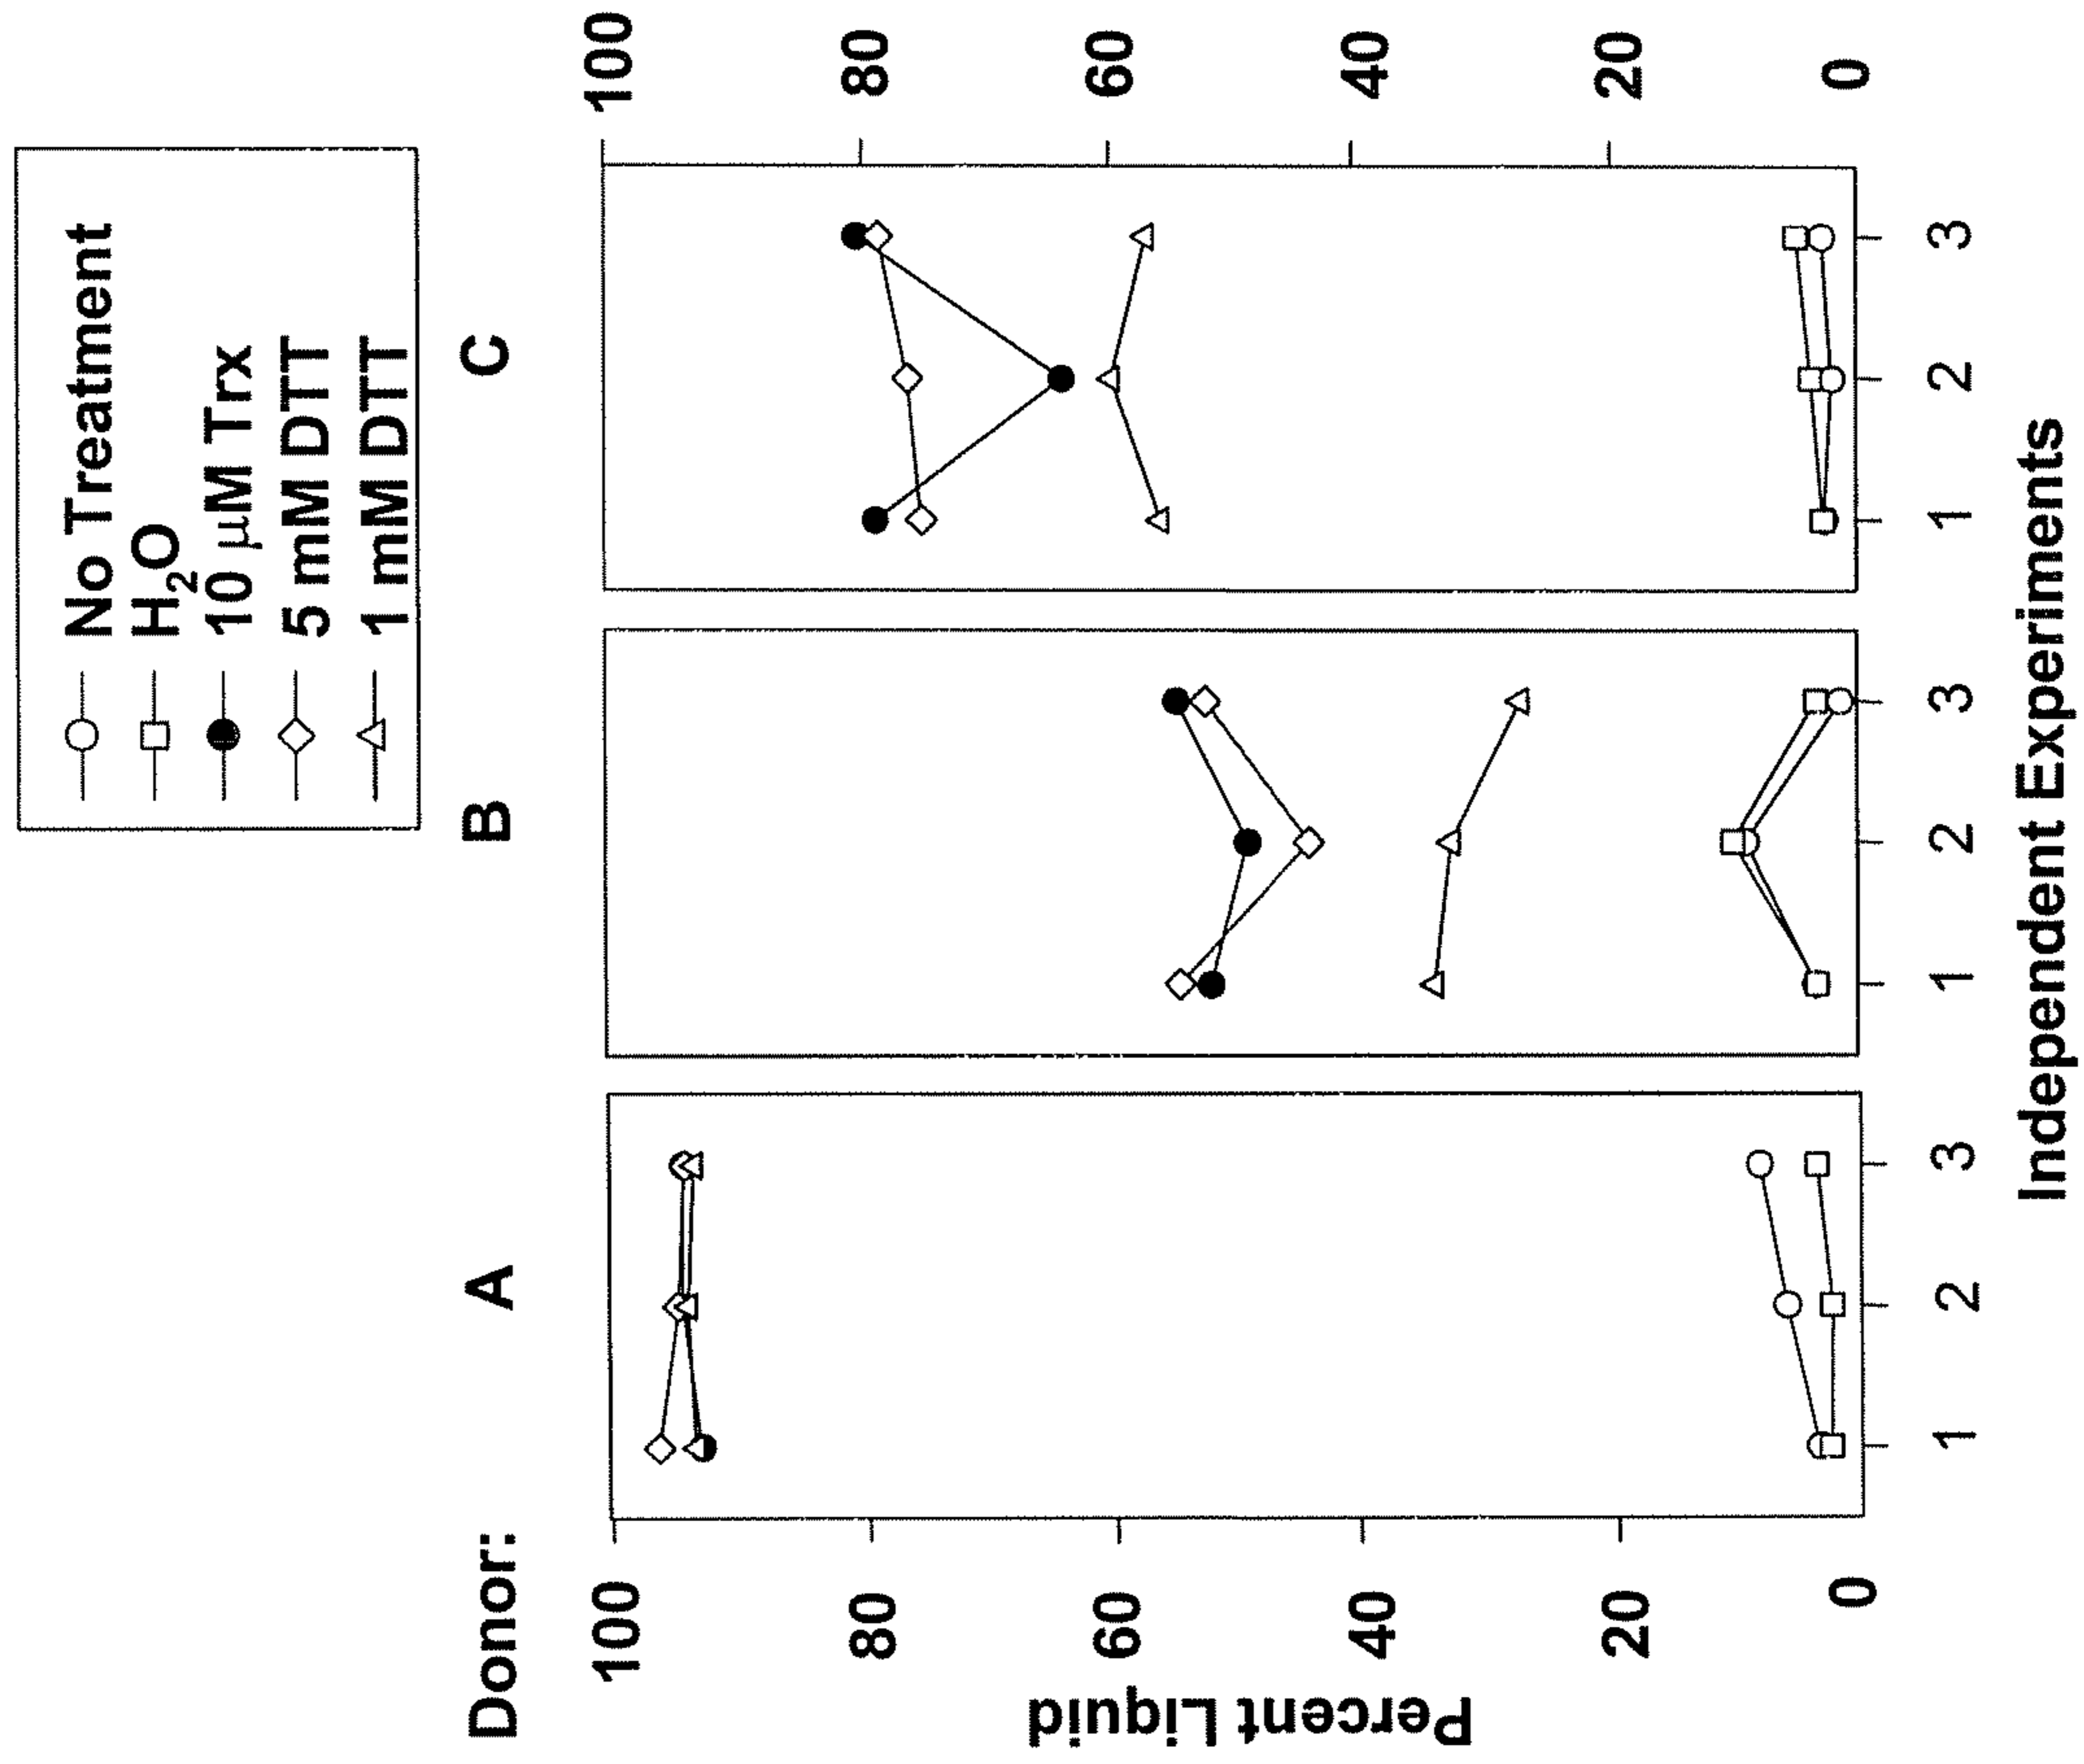 No Treatment
H₂O
10 µM Trx
5 mM DTT
1 mM DTT
Donor: A B C
Percent Liquid
100
80
60
40
20
0
1 2 3
1 2 3
1 2 3
100
80
60
40
20
0
Independent Experiments